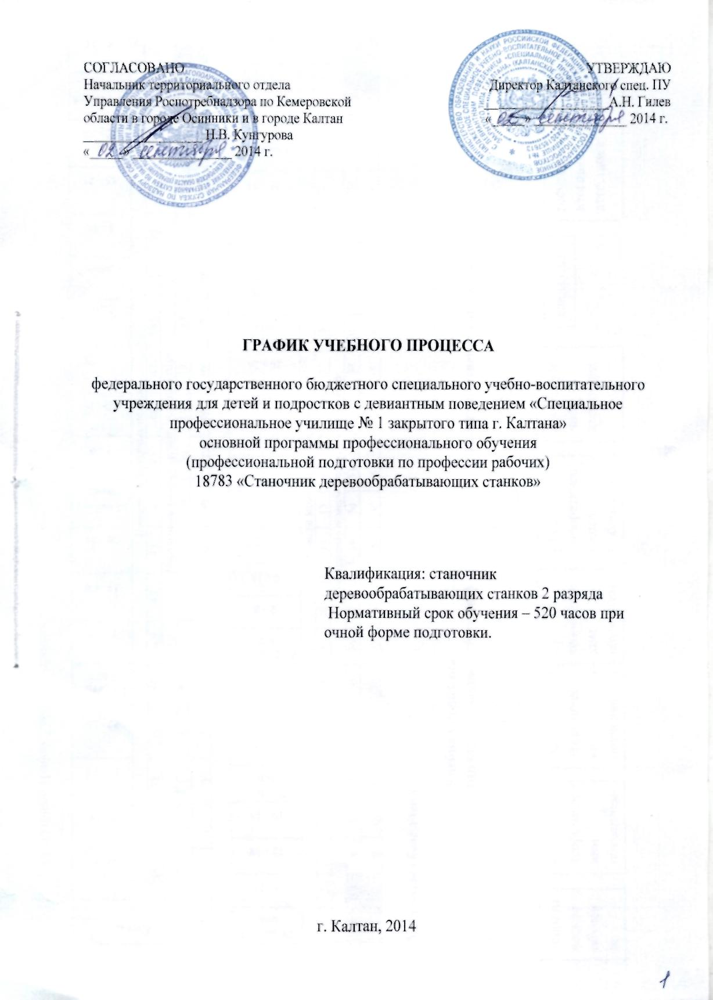 СОГЛАСОВАНО
Начальник территориального отдела
Управления Роспотребнадзора по Кемеровской
области в городе Осинники и в городе Калтан
Н.В. Кунгурова
« 02 » сентября 2014 г.
УТВЕРЖДАЮ
Директор Калтанского спец. ПУ
А.Н. Гилев
« 02 » сентября 2014 г.
ГРАФИК УЧЕБНОГО ПРОЦЕССА
федерального государственного бюджетного специального учебно-воспитательного
учреждения для детей и подростков с девиантным поведением «Специальное
профессиональное училище № 1 закрытого типа г. Калтана»
основной программы профессионального обучения
(профессиональной подготовки по профессии рабочих)
18783 «Станочник деревообрабатывающих станков»
Квалификация: станочник
деревообрабатывающих станков 2 разряда
Нормативный срок обучения – 520 часов при
очной форме подготовки.
г. Калтан, 2014
1